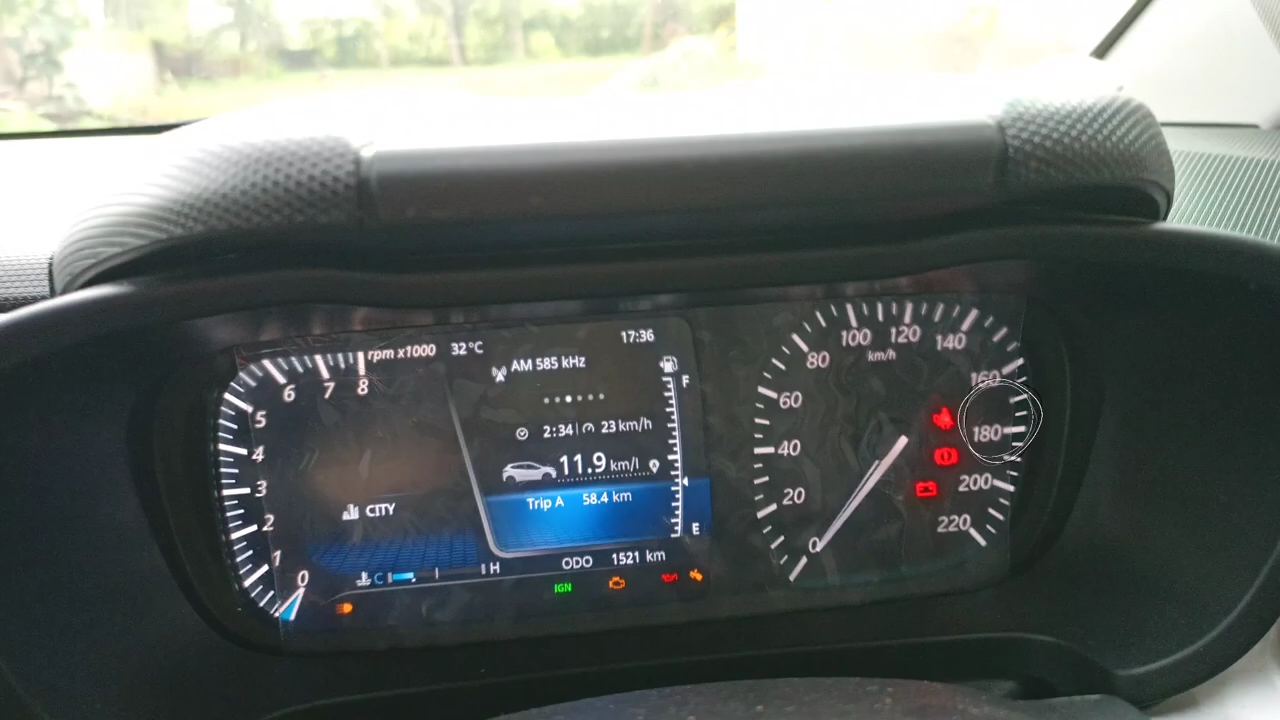 rpm x1000
32°C
17:36
AM 585 kHz
F
2:34
23 km/h
11.9 km/l
A
Trip A 58.4 km
E
CITY
C
H
ODO 1521 km
IGN
0
1
2
3
4
5
6
7
8
0
20
40
60
80
100
120
140
160
180
200
220
km/h